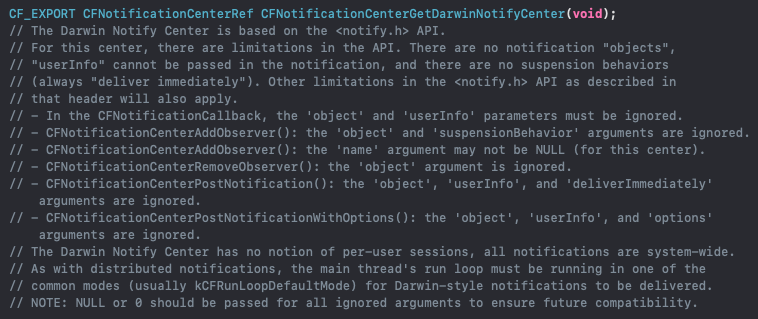 CF_EXPORT CFNotificationCenterRef CFNotificationCenterGetDarwinNotifyCenter(void);
// The Darwin Notify Center is based on the <notify.h> API.
// For this center, there are limitations in the API. There are no notification "objects",
// "userInfo" cannot be passed in the notification, and there are no suspension behaviors
// (always "deliver immediately"). Other limitations in the <notify.h> API as described in
// that header will also apply.
// - In the CFNotificationCallback, the 'object' and 'userInfo' parameters must be ignored.
// - CFNotificationCenterAddObserver(): the 'object' and 'suspensionBehavior' arguments are ignored.
// - CFNotificationCenterAddObserver(): the 'name' argument may not be NULL (for this center).
// - CFNotificationCenterRemoveObserver(): the 'object' argument is ignored.
// - CFNotificationCenterPostNotification(): the 'object', 'userInfo', and 'deliverImmediately'
arguments are ignored.
// - CFNotificationCenterPostNotificationWithOptions(): the 'object', 'userInfo', and 'options'
arguments are ignored.
// The Darwin Notify Center has no notion of per-user sessions, all notifications are system-wide.
// As with distributed notifications, the main thread's run loop must be running in one of the
// common modes (usually kCFRunLoopDefaultMode) for Darwin-style notifications to be delivered.
// NOTE: NULL or 0 should be passed for all ignored arguments to ensure future compatibility.